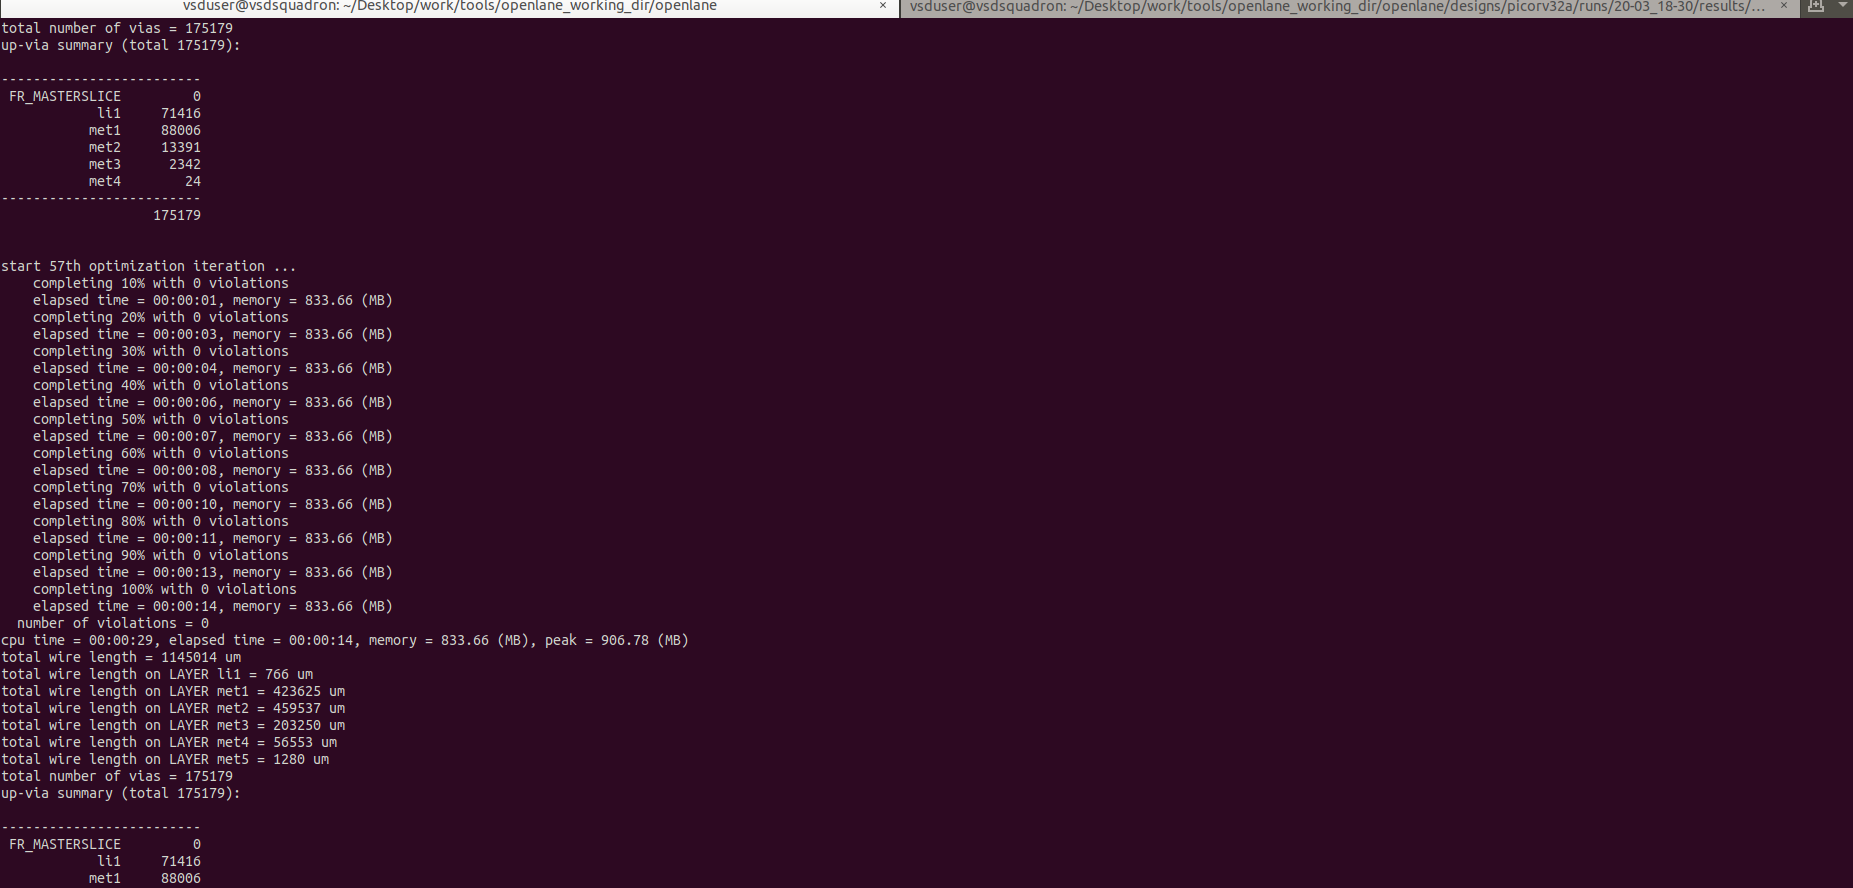 vsduser@vsdsquadron: ~/Desktop/work/tools/openlane_working_dir/openlane × vsduser@vsdsquadron: ~/Desktop/work/tools/openlane_working_dir/openlane/designs/picorv32a/runs/20-03_18-30/results/... ×
total number of vias = 175179
up-via summary (total 175179):
-------------------------
FR_MASTERSLICE 0
li1 71416
met1 88006
met2 13391
met3 2342
met4 24
-------------------------
175179
start 57th optimization iteration ...
completing 10% with 0 violations
elapsed time = 00:00:01, memory = 833.66 (MB)
completing 20% with 0 violations
elapsed time = 00:00:03, memory = 833.66 (MB)
completing 30% with 0 violations
elapsed time = 00:00:04, memory = 833.66 (MB)
completing 40% with 0 violations
elapsed time = 00:00:06, memory = 833.66 (MB)
completing 50% with 0 violations
elapsed time = 00:00:07, memory = 833.66 (MB)
completing 60% with 0 violations
elapsed time = 00:00:08, memory = 833.66 (MB)
completing 70% with 0 violations
elapsed time = 00:00:10, memory = 833.66 (MB)
completing 80% with 0 violations
elapsed time = 00:00:11, memory = 833.66 (MB)
completing 90% with 0 violations
elapsed time = 00:00:13, memory = 833.66 (MB)
completing 100% with 0 violations
elapsed time = 00:00:14, memory = 833.66 (MB)
number of violations = 0
cpu time = 00:00:29, elapsed time = 00:00:14, memory = 833.66 (MB), peak = 906.78 (MB)
total wire length = 1145014 um
total wire length on LAYER li1 = 766 um
total wire length on LAYER met1 = 423625 um
total wire length on LAYER met2 = 459537 um
total wire length on LAYER met3 = 203250 um
total wire length on LAYER met4 = 56553 um
total wire length on LAYER met5 = 1280 um
total number of vias = 175179
up-via summary (total 175179):
-------------------------
FR_MASTERSLICE 0
li1 71416
met1 88006